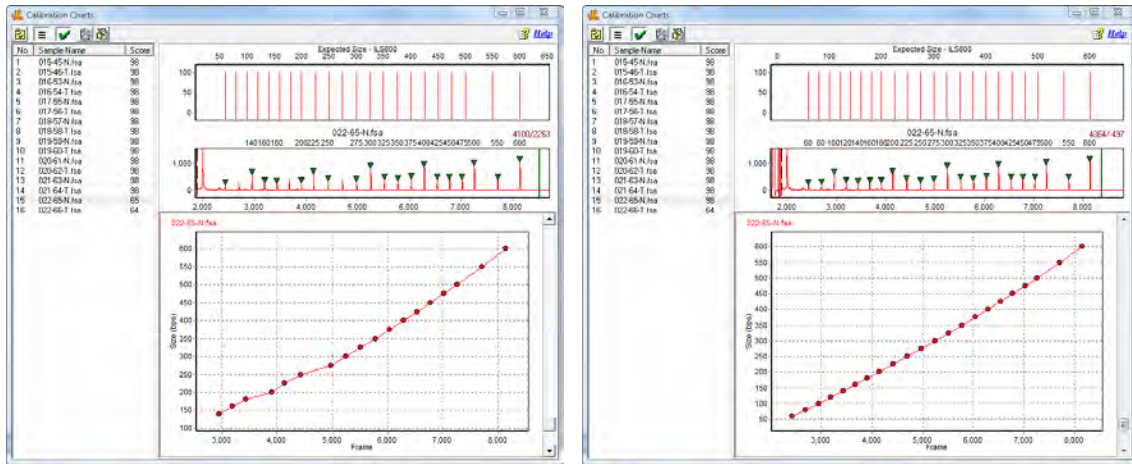 Calibration Charts
Help
No. Sample Name Score
1 015-45-N.fsa 98
2 015-46-T.fsa 98
3 016-53-N.fsa 98
4 016-54-T.fsa 98
5 017-55-N.fsa 98
6 017-56-T.fsa 98
7 018-57-N.fsa 98
8 018-58-T.fsa 98
9 019-59-N.fsa 98
10 019-60-T.fsa 98
11 020-61-N.fsa 98
12 020-62-T.fsa 98
13 021-63-N.fsa 98
14 021-64-T.fsa 98
15 022-65-N.fsa 65
16 022-66-T.fsa 64
Expected Size - ILS600
50 100 150 200 250 300 350 400 450 500 550 600 650
100
50
0
022-65-N.fsa 4100/2263
140 160 180 200 225 250 275 300 325 350 375 400 425 450 475 500 550 600
1,000
0
2,000 3,000 4,000 5,000 6,000 7,000 8,000
022-65-N.fsa
Size (bps)
600
550
500
450
400
350
300
250
200
150
100
3,000 4,000 5,000 6,000 7,000 8,000
Frame
Calibration Charts
Help
No. Sample Name Score
1 015-45-N.fsa 98
2 015-46-T.fsa 98
3 016-53-N.fsa 98
4 016-54-T.fsa 98
5 017-55-N.fsa 98
6 017-56-T.fsa 98
7 018-57-N.fsa 98
8 018-58-T.fsa 98
9 019-59-N.fsa 98
10 019-60-T.fsa 98
11 020-61-N.fsa 98
12 020-62-T.fsa 98
13 021-63-N.fsa 98
14 021-64-T.fsa 98
15 022-65-N.fsa 98
16 022-66-T.fsa 64
Expected Size - ILS600
0 100 200 300 400 500 600
100
50
0
022-65-N.fsa 4364/-497
60 80 100 120 140 160 180 200 225 250 275 300 325 350 375 400 425 450 475 500 550 600
1,000
0
2,000 3,000 4,000 5,000 6,000 7,000 8,000
022-65-N.fsa
Size (bps)
600
550
500
450
400
350
300
250
200
150
100
50
3,000 4,000 5,000 6,000 7,000 8,000
Frame